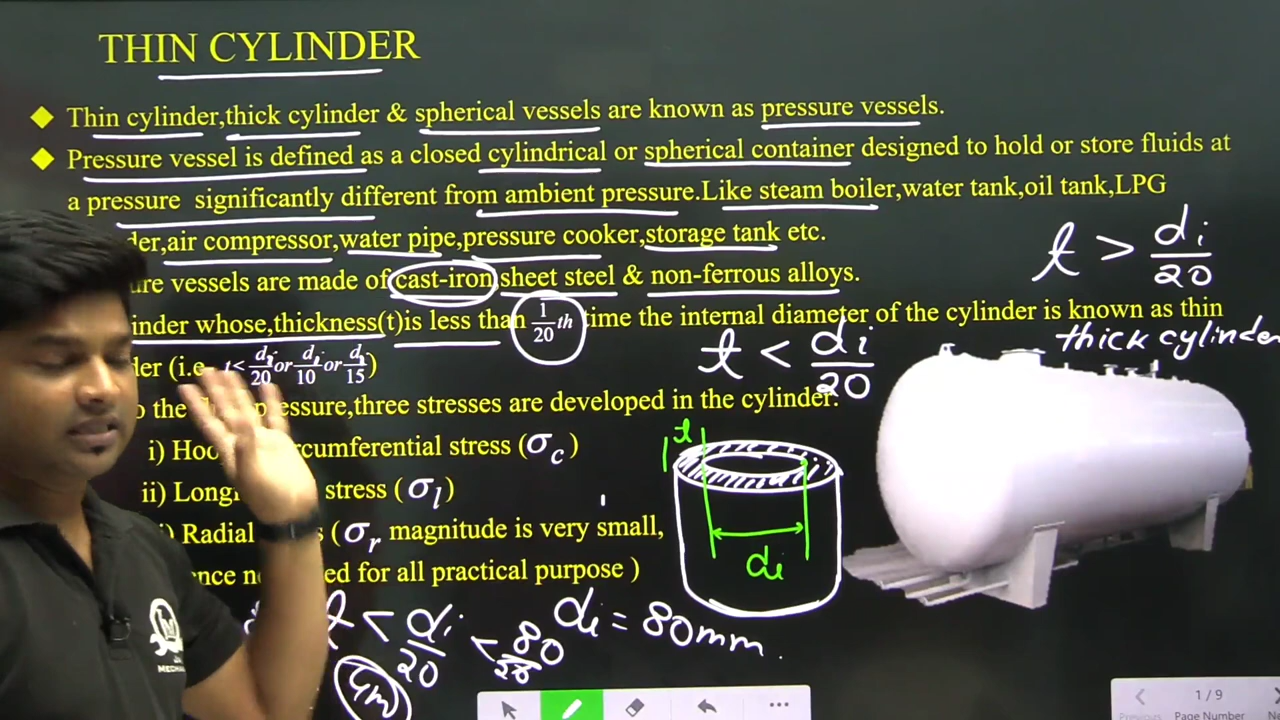 THIN CYLINDER
Thin cylinder,thick cylinder & spherical vessels are known as pressure vessels.
Pressure vessel is defined as a closed cylindrical or spherical container designed to hold or store fluids at
a pressure significantly different from ambient pressure.Like steam boiler,water tank,oil tank,LPG
der,air compressor,water pipe,pressure cooker,storage tank etc.
t > di/20
re vessels are made of cast-iron,sheet steel & non-ferrous alloys.
inder whose,thickness(t)is less than 1/20 th time the internal diameter of the cylinder is known as thin
thick cylinder
der (i.e. t< di/20 or di/10 or di/15)
t < di/20
the pressure,three stresses are developed in the cylinder.
i) Hoo cumferential stress (σc)
t
ii) Longi stress (σl)
Radial s (σr magnitude is very small,
nce n ed for all practical purpose )
di
t < di/20 < 80/20
di = 80mm.
1 / 9
Previous Page Number Ne